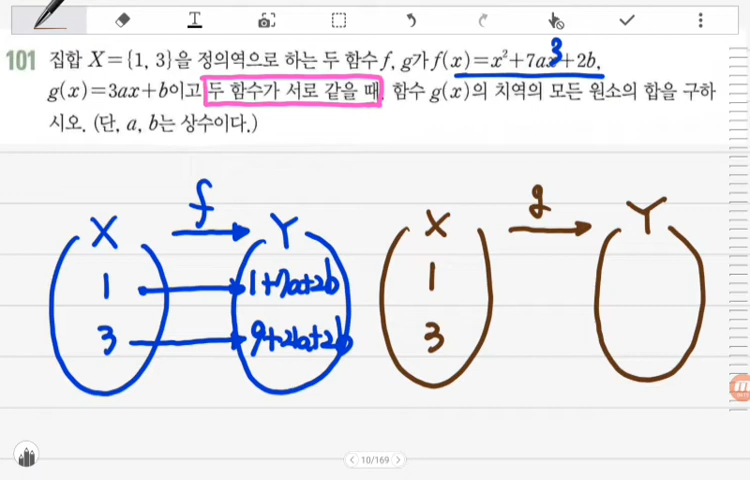 T
101 집합 X={1, 3}을 정의역으로 하는 두 함수 f, g가 f(x)=x²+7ax+2b,
3
g(x)=3ax+b이고 두 함수가 서로 같을 때, 함수 g(x)의 치역의 모든 원소의 합을 구하
시오. (단, a, b는 상수이다.)
f g
X Y X Y
1 1+7a+2b 1
3 9+21a+2b 3
10/169